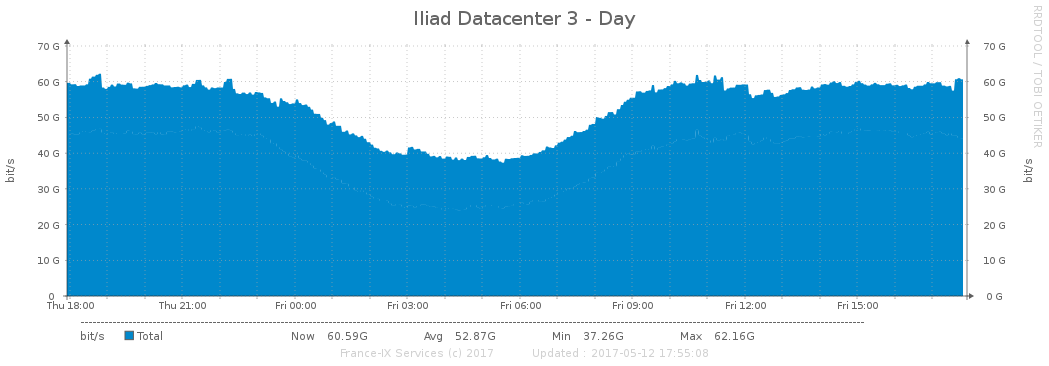 Iliad Datacenter 3 - Day
RRDTOOL / TOBI OETIKER
bit/s
70 G
60 G
50 G
40 G
30 G
20 G
10 G
0
70 G
60 G
50 G
40 G
30 G
20 G
10 G
0 G
bit/s
Thu 18:00 Thu 21:00 Fri 00:00 Fri 03:00 Fri 06:00 Fri 09:00 Fri 12:00 Fri 15:00
bit/s Total Now 60.59G Avg 52.87G Min 37.26G Max 62.16G
France-IX Services (c) 2017 Updated : 2017-05-12 17:55:08